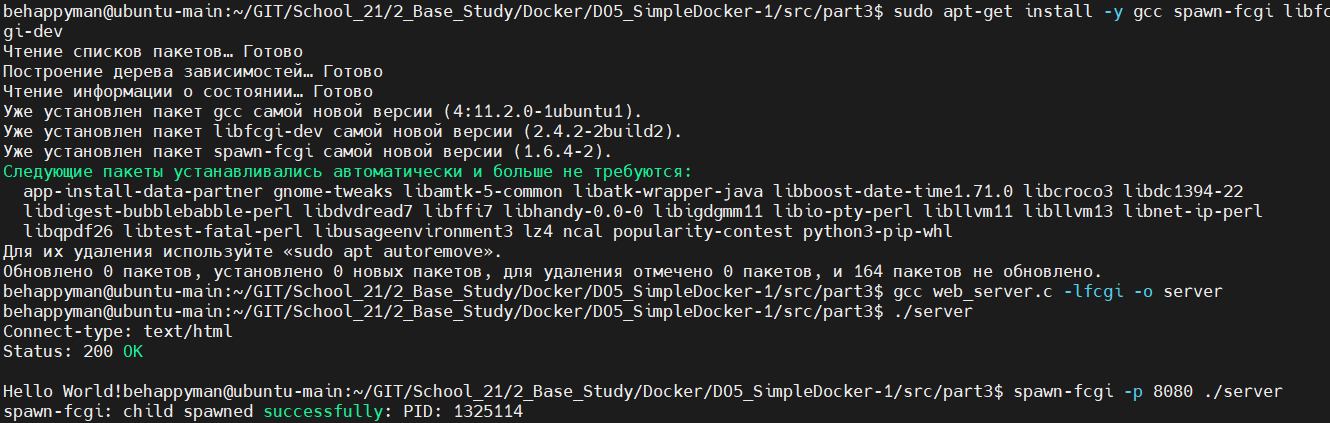 behappyman@ubuntu-main:~/GIT/School_21/2_Base_Study/Docker/DO5_SimpleDocker-1/src/part3$ sudo apt-get install -y gcc spawn-fcgi libfc
gi-dev
Чтение списков пакетов… Готово
Построение дерева зависимостей… Готово
Чтение информации о состоянии… Готово
Уже установлен пакет gcc самой новой версии (4:11.2.0-1ubuntu1).
Уже установлен пакет libfcgi-dev самой новой версии (2.4.2-2build2).
Уже установлен пакет spawn-fcgi самой новой версии (1.6.4-2).
Следующие пакеты устанавливались автоматически и больше не требуются:
  app-install-data-partner gnome-tweaks libamtk-5-common libatk-wrapper-java libboost-date-time1.71.0 libcroco3 libdc1394-22
  libdigest-bubblebabble-perl libdvdread7 libffi7 libhandy-0.0-0 libigdgmm11 libio-pty-perl libllvm11 libllvm13 libnet-ip-perl
  libqpdf26 libtest-fatal-perl libusageenvironment3 lz4 ncal popularity-contest python3-pip-whl
Для их удаления используйте «sudo apt autoremove».
Обновлено 0 пакетов, установлено 0 новых пакетов, для удаления отмечено 0 пакетов, и 164 пакетов не обновлено.
behappyman@ubuntu-main:~/GIT/School_21/2_Base_Study/Docker/DO5_SimpleDocker-1/src/part3$ gcc web_server.c -lfcgi -o server
behappyman@ubuntu-main:~/GIT/School_21/2_Base_Study/Docker/DO5_SimpleDocker-1/src/part3$ ./server
Connect-type: text/html
Status: 200 OK

Hello World!behappyman@ubuntu-main:~/GIT/School_21/2_Base_Study/Docker/DO5_SimpleDocker-1/src/part3$ spawn-fcgi -p 8080 ./server
spawn-fcgi: child spawned successfully: PID: 1325114